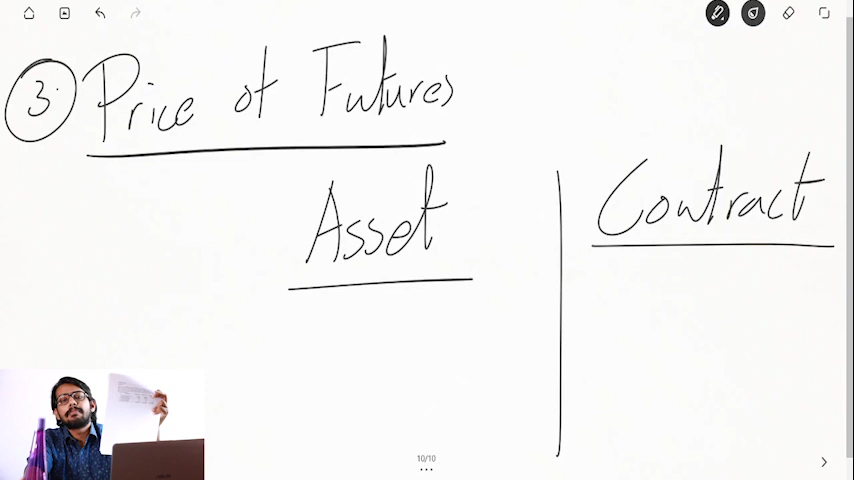 3. Price of Futures
Asset
Contract
10/10